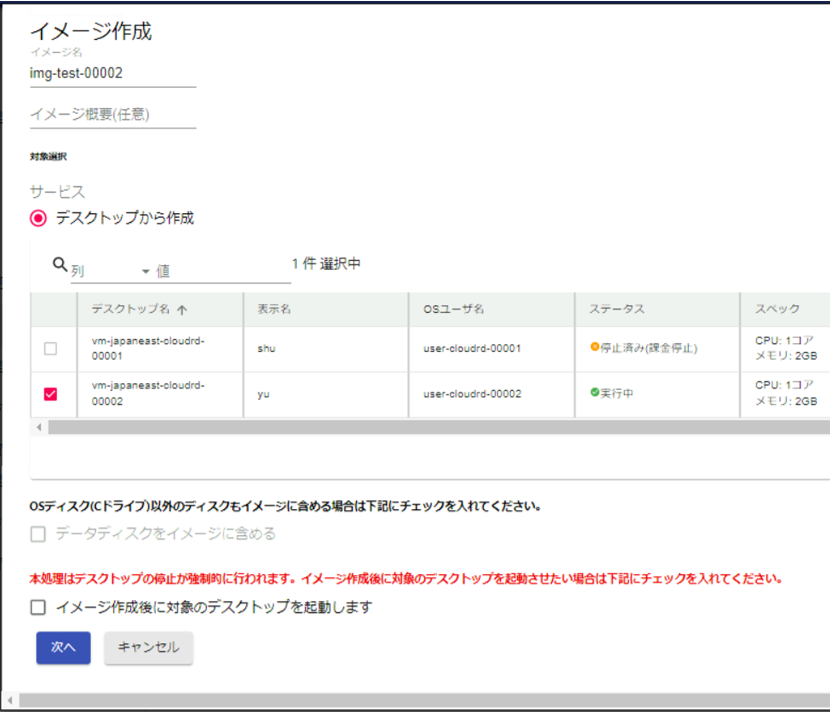 イメージ作成
イメージ名
img-test-00002
イメージ概要(任意)
対象選択
サービス
デスクトップから作成
列 値 1 件 選択中
デスクトップ名 表示名 OSユーザ名 ステータス スペック
vm-japaneast-cloudrd-00001 shu user-cloudrd-00001 停止済み(課金停止) CPU: 1コア メモリ: 2GB
vm-japaneast-cloudrd-00002 yu user-cloudrd-00002 実行中 CPU: 1コア メモリ: 2GB
OSディスク(Cドライブ)以外のディスクもイメージに含める場合は下記にチェックを入れてください。
データディスクをイメージに含める
本処理はデスクトップの停止が強制的に行われます。イメージ作成後に対象のデスクトップを起動させたい場合は下記にチェックを入れてください。
イメージ作成後に対象のデスクトップを起動します
次へ キャンセル